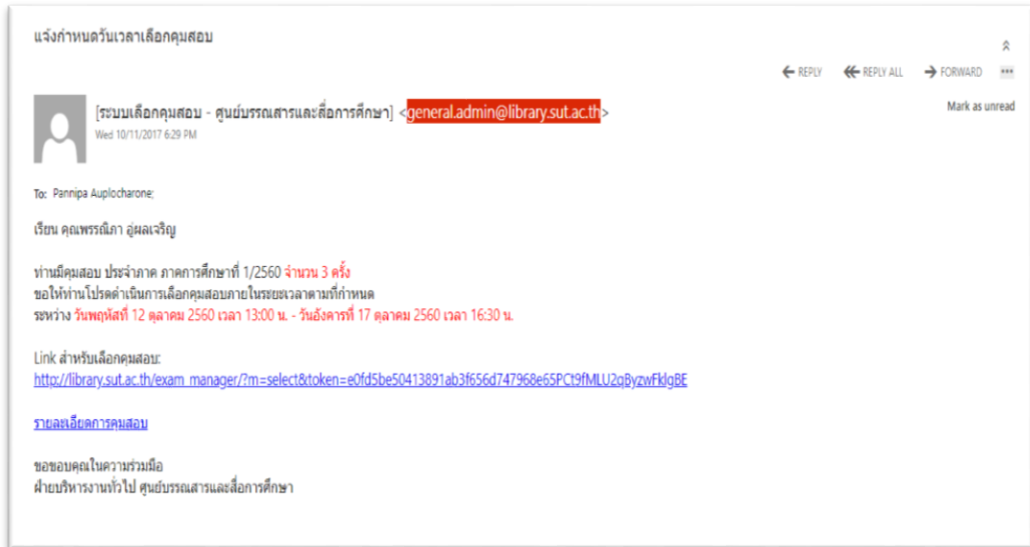 แจ้งกำหนดวันเวลาเลือกคุมสอบ
REPLY REPLY ALL FORWARD ...
[ระบบเลือกคุมสอบ - ศูนย์บรรณสารและสื่อการศึกษา] <general.admin@library.sut.ac.th>
Mark as unread
Wed 10/11/2017 6:29 PM
To: Pannipa Auplocharone;
เรียน คุณพรรณิภา อู่ผลเจริญ
ท่านมีคุมสอบ ประจำภาค ภาคการศึกษาที่ 1/2560 จำนวน 3 ครั้ง
ขอให้ท่านโปรดดำเนินการเลือกคุมสอบภายในระยะเวลาตามที่กำหนด
ระหว่าง วันพฤหัสที่ 12 ตุลาคม 2560 เวลา 13:00 น. - วันอังคารที่ 17 ตุลาคม 2560 เวลา 16:30 น.
Link สำหรับเลือกคุมสอบ:
http://library.sut.ac.th/exam_manager/?m=select&token=e0fd5be50413891ab3f656d747968e65PCt9fMLU2qByzwFklgBE
รายละเอียดการคุมสอบ
ขอขอบคุณในความร่วมมือ
ฝ่ายบริหารงานทั่วไป ศูนย์บรรณสารและสื่อการศึกษา